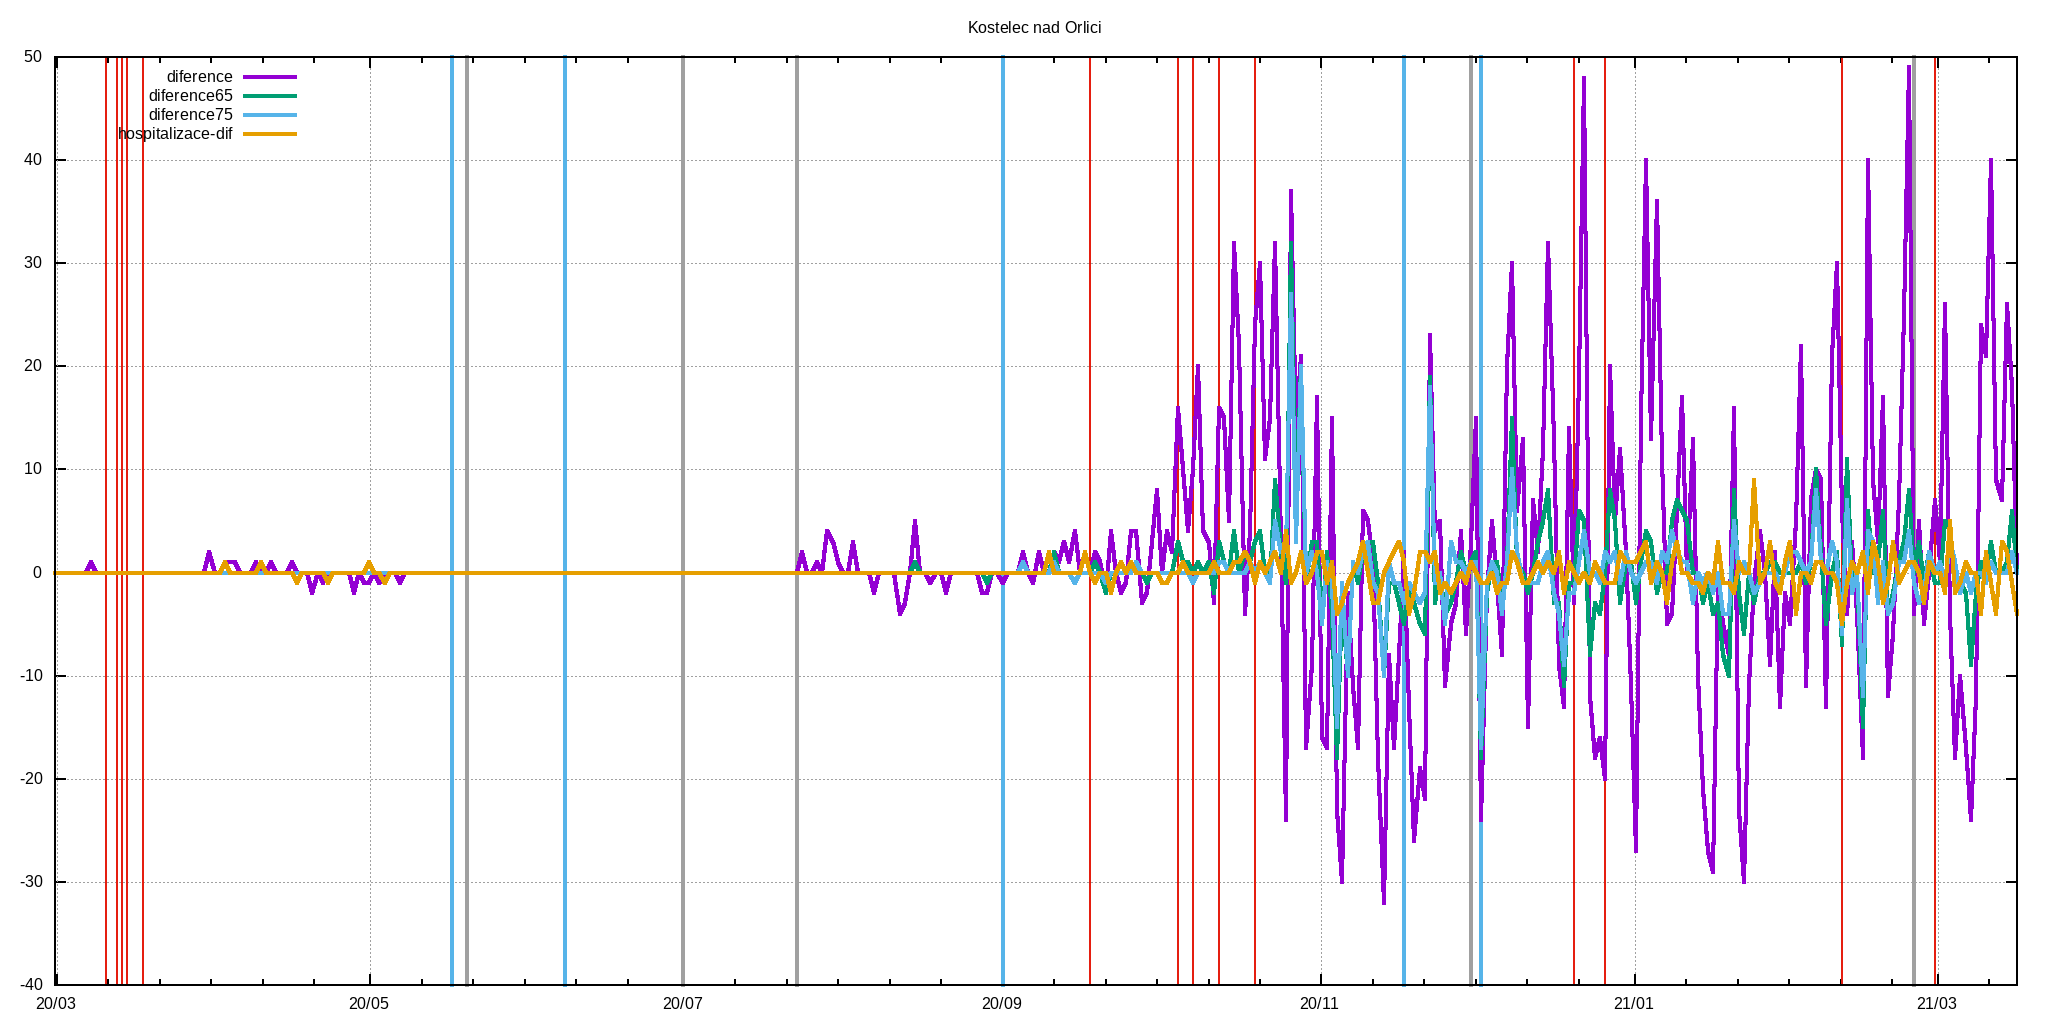 Kostelec nad Orlici
50
40
30
20
10
0
-10
-20
-30
-40
diference
diference65
diference75
hospitalizace-dif
20/03 20/05 20/07 20/09 20/11 21/01 21/03